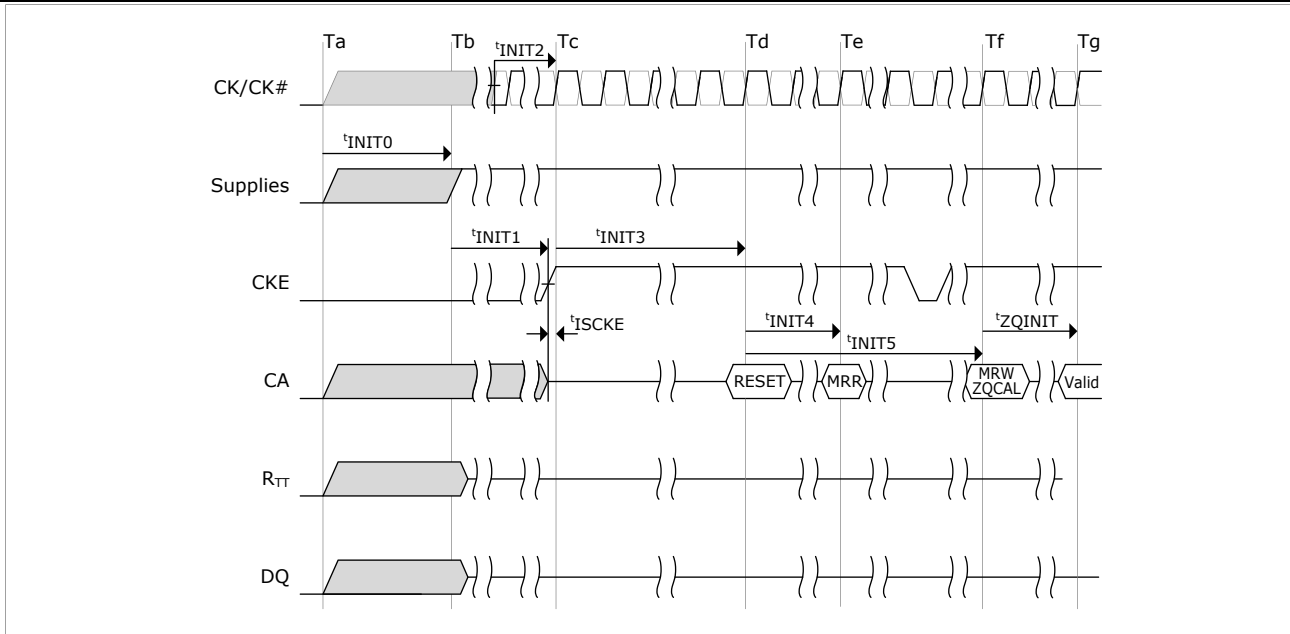 Ta Tb Tc Td Te Tf Tg
tINIT2
CK/CK#
tINIT0
Supplies
tINIT1 tINIT3
CKE
tISCKE tINIT4 tZQINIT
tINIT5
CA RESET MRR MRW ZQCAL Valid
RTT
DQ